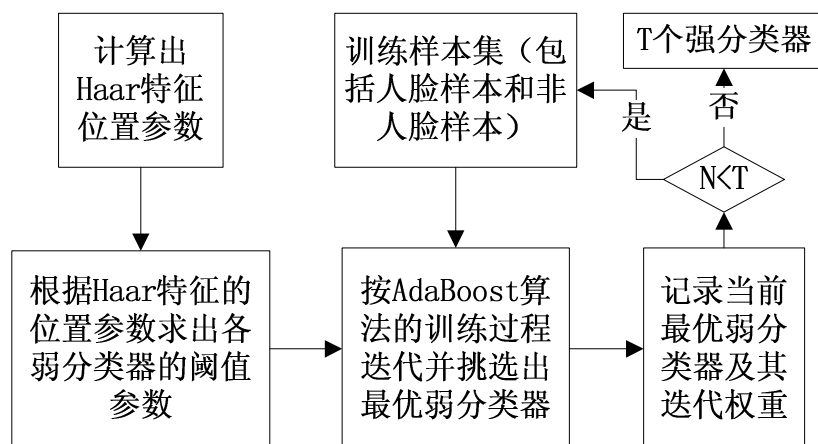 计算出
Haar特征
位置参数
训练样本集（包
括人脸样本和非
人脸样本）
T个强分类器
是
否
N<T
根据Haar特征的
位置参数求出各
弱分类器的阈值
参数
按AdaBoost算
法的训练过程
迭代并挑选出
最优弱分类器
记录当前
最优弱分
类器及其
迭代权重